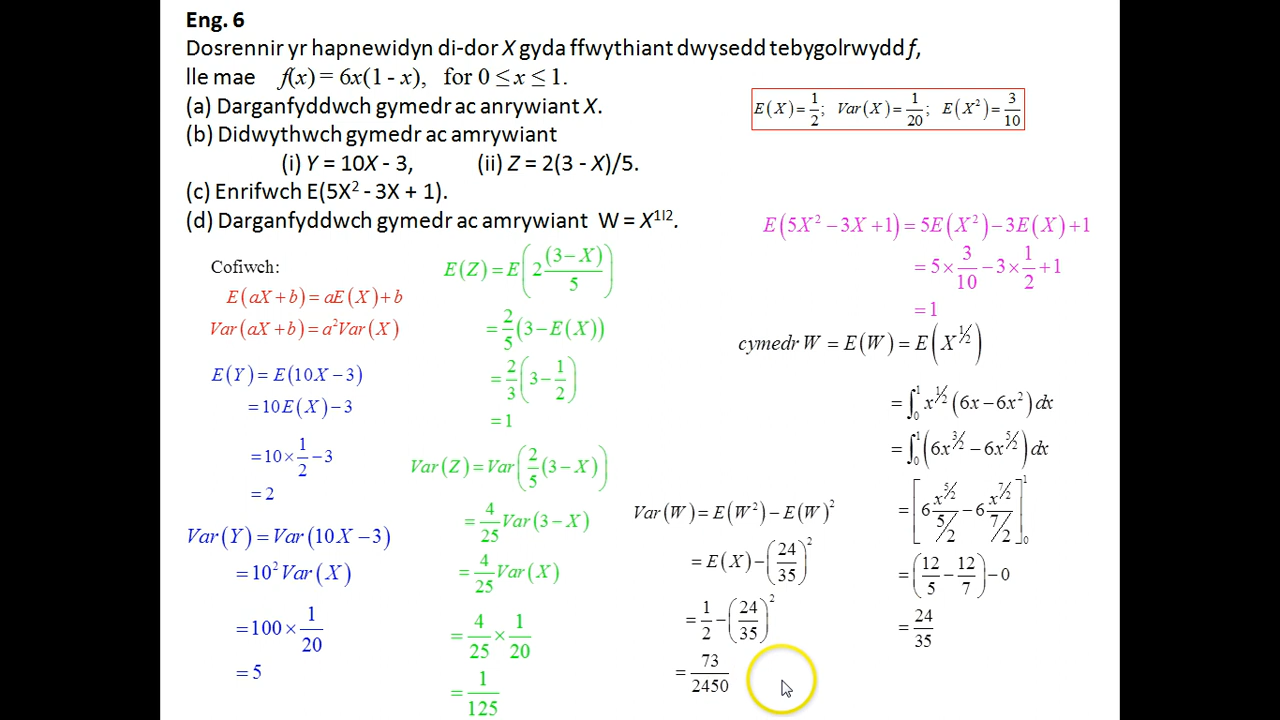 Eng. 6
Dosrennir yr hapnewidyn di-dor X gyda ffwythiant dwysedd tebygolrwydd f,
lle mae f(x) = 6x(1 - x), for 0 ≤ x ≤ 1.
(a) Darganfyddwch gymedr ac anrywiant X.
(b) Didwythwch gymedr ac amrywiant
(i) Y = 10X - 3, (ii) Z = 2(3 - X)/5.
(c) Enrifwch E(5X² - 3X + 1).
(d) Darganfyddwch gymedr ac amrywiant W = X^1l2.
E(X) = 1/2; Var(X) = 1/20; E(X²) = 3/10
Cofiwch:
E(aX + b) = aE(X) + b
Var(aX + b) = a²Var(X)
E(Y) = E(10X − 3)
= 10E(X) − 3
= 10 × 1/2 − 3
= 2
Var(Y) = Var(10X − 3)
= 10² Var(X)
= 100 × 1/20
= 5
E(Z) = E(2 (3 − X)/5)
= 2/5 (3 − E(X))
= 2/3 (3 − 1/2)
= 1
Var(Z) = Var(2/5 (3 − X))
= 4/25 Var(3 − X)
= 4/25 Var(X)
= 4/25 × 1/20
= 1/125
E(5X² − 3X + 1) = 5E(X²) − 3E(X) + 1
= 5 × 3/10 − 3 × 1/2 + 1
= 1
cymedr W = E(W) = E(X^1/2)
= ∫₀¹ x^1/2 (6x − 6x²) dx
= ∫₀¹ (6x^3/2 − 6x^5/2) dx
= [6 x^5/2 / 5/2 − 6 x^7/2 / 7/2]₀¹
= (12/5 − 12/7) − 0
= 24/35
Var(W) = E(W²) − E(W)²
= E(X) − (24/35)²
= 1/2 − (24/35)²
= 73/2450